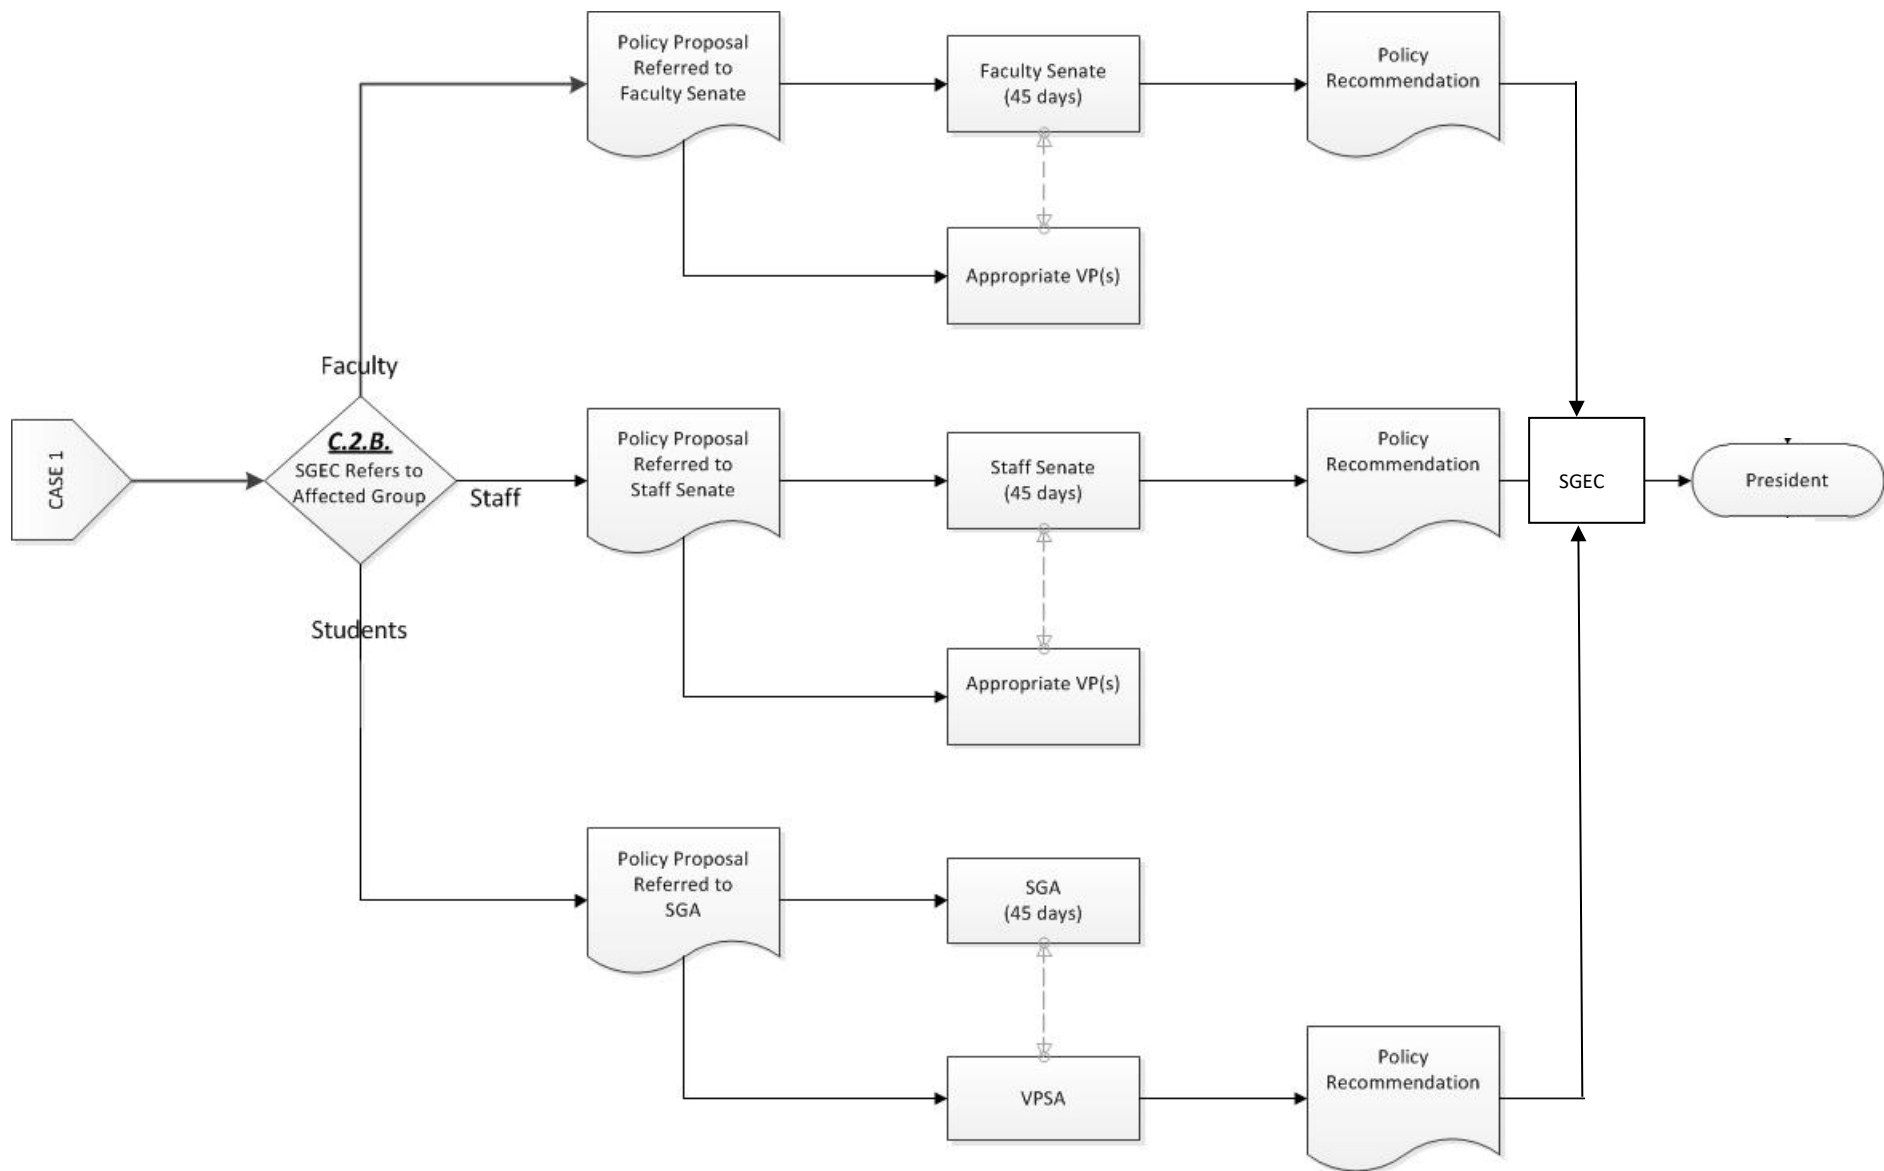 Policy Proposal
Referred to
Faculty Senate
Faculty Senate
(45 days)
Policy
Recommendation
Appropriate VP(s)
Faculty
CASE 1
C.2.B.
SGEC Refers to
Affected Group
Staff
Policy Proposal
Referred to
Staff Senate
Staff Senate
(45 days)
Policy
Recommendation
SGEC
President
Students
Appropriate VP(s)
Policy Proposal
Referred to
SGA
SGA
(45 days)
VPSA
Policy
Recommendation